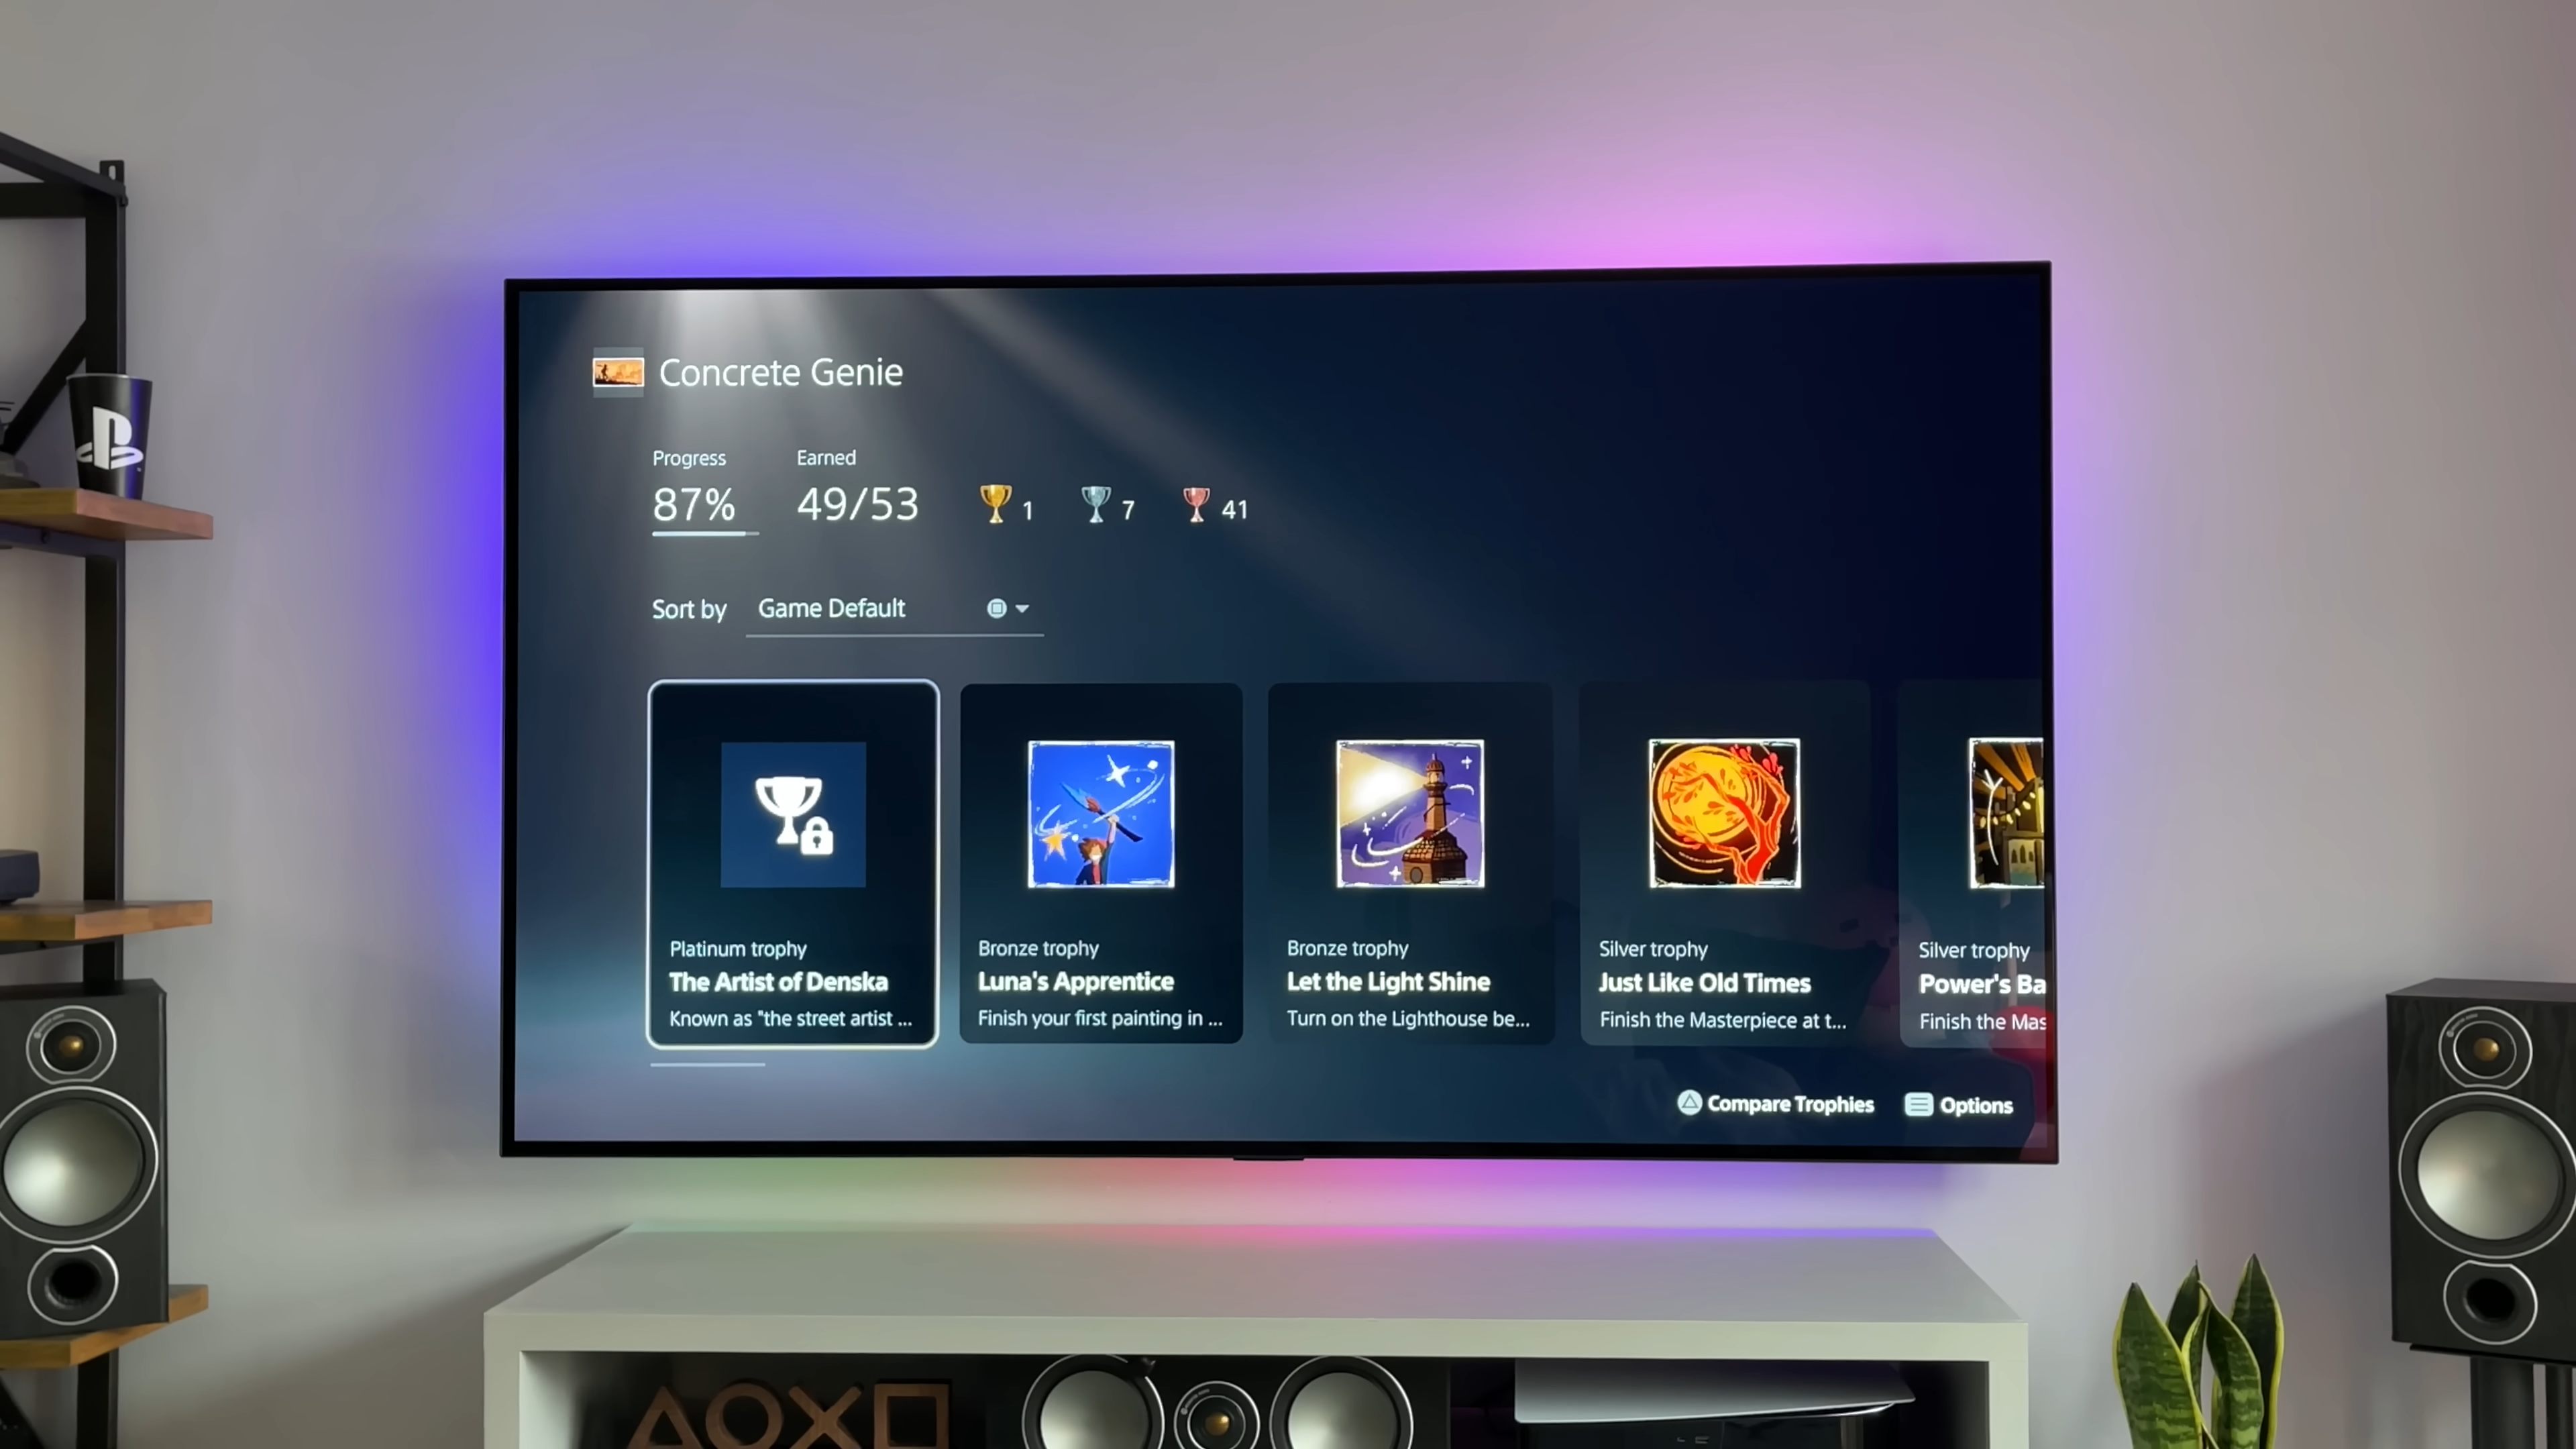 Concrete Genie
Progress
87%
Earned
49/53
1
7
41
Sort by
Game Default
Platinum trophy
The Artist of Denska
Known as "the street artist ...
Bronze trophy
Luna's Apprentice
Finish your first painting in ...
Bronze trophy
Let the Light Shine
Turn on the Lighthouse be...
Silver trophy
Just Like Old Times
Finish the Masterpiece at t...
Silver trophy
Power's Ba
Finish the Mas
Compare Trophies
Options